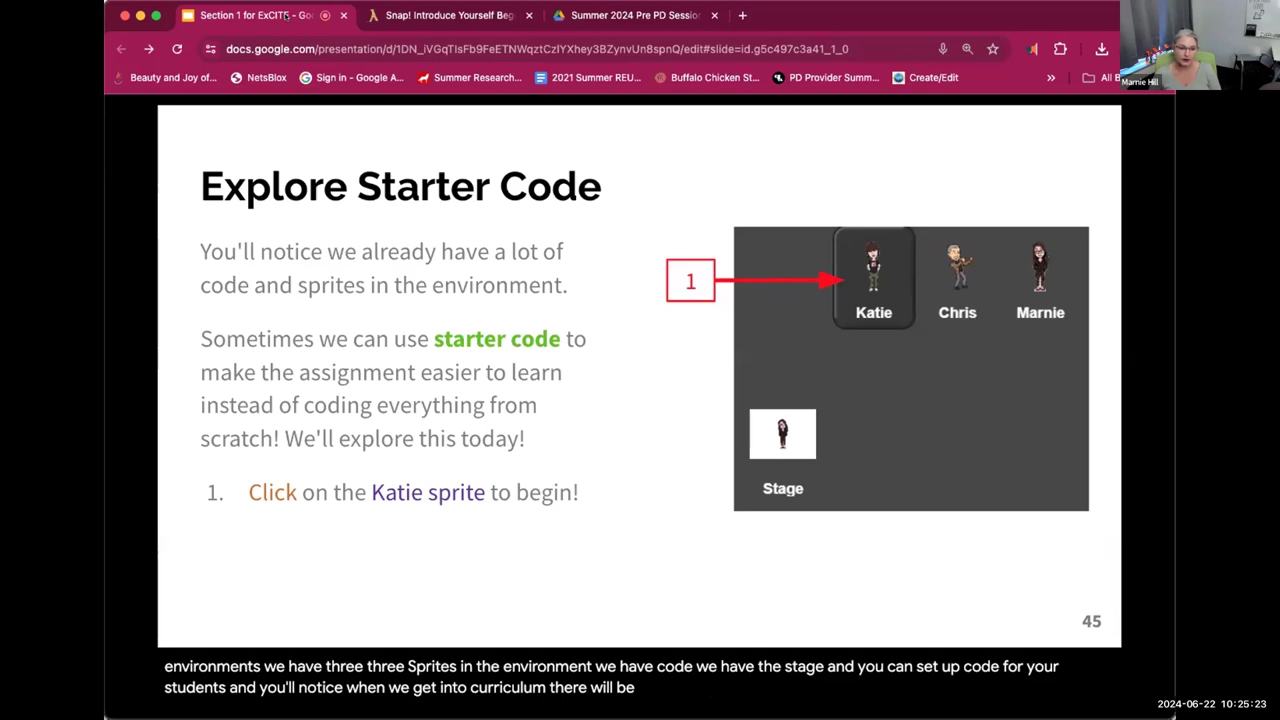 Section 1 for ExCITE - Goo
Snap! Introduce Yourself Beg
Summer 2024 Pre PD Session
docs.google.com/presentation/d/1DN_iVGqTIsFb9FeETNWqztCzIYXhey3BZynvUn8spnQ/edit#slide=id.g5c497c3a41_1_0
Beauty and Joy of...
NetsBlox
Sign in - Google A...
Summer Research...
2021 Summer REU...
Buffalo Chicken St...
PD Provider Summ...
Create/Edit
»
All B
Marnie Hill
Explore Starter Code
You'll notice we already have a lot of
code and sprites in the environment.
Sometimes we can use starter code to
make the assignment easier to learn
instead of coding everything from
scratch! We'll explore this today!
1. Click on the Katie sprite to begin!
1
Katie
Chris
Marnie
Stage
45
environments we have three three Sprites in the environment we have code we have the stage and you can set up code for your
students and you'll notice when we get into curriculum there will be
2024-06-22 10:25:23